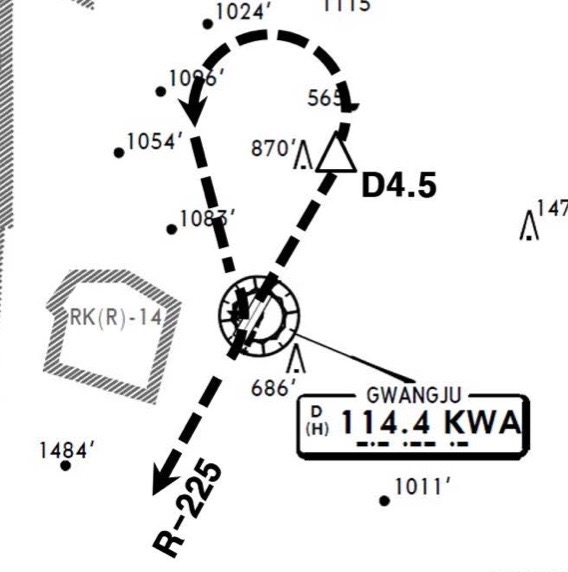 1115
1024'
1096'
565
1054'
870'
D4.5
147
1083'
RK(R)-14
686'
GWANGJU
D
(H) 114.4 KWA
1484'
R-225
1011'